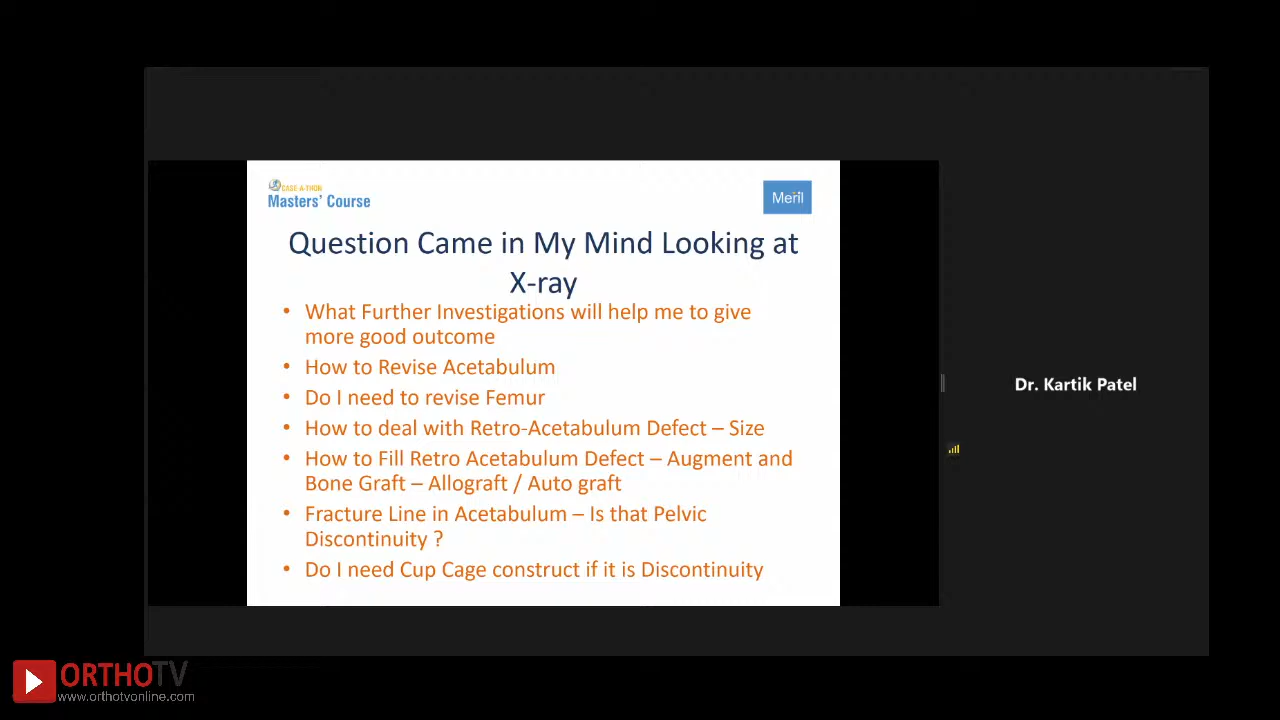 CASE-A-THON
Masters' Course
Meril
Question Came in My Mind Looking at
X-ray
• What Further Investigations will help me to give
more good outcome
• How to Revise Acetabulum
• Do I need to revise Femur
• How to deal with Retro-Acetabulum Defect – Size
• How to Fill Retro Acetabulum Defect – Augment and
Bone Graft – Allograft / Auto graft
• Fracture Line in Acetabulum – Is that Pelvic
Discontinuity ?
• Do I need Cup Cage construct if it is Discontinuity
Dr. Kartik Patel
ORTHOTV
www.orthotvonline.com